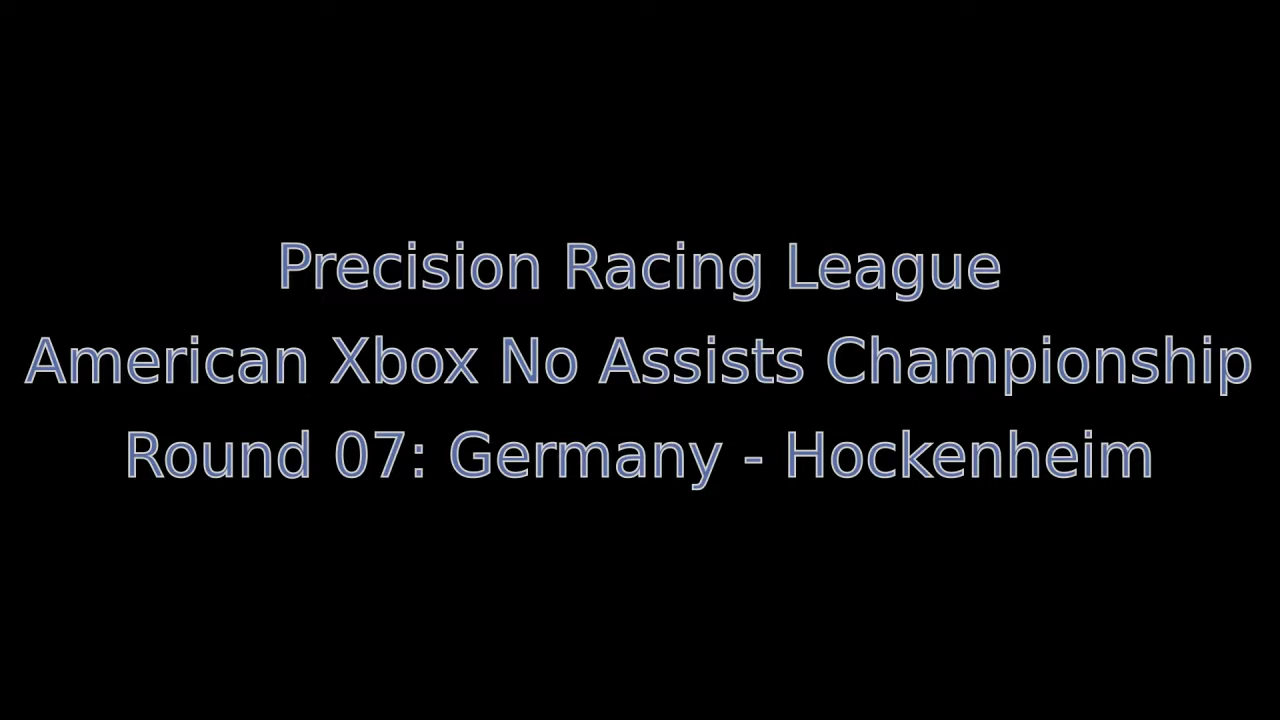 Precision Racing League
American Xbox No Assists Championship
Round 07: Germany - Hockenheim